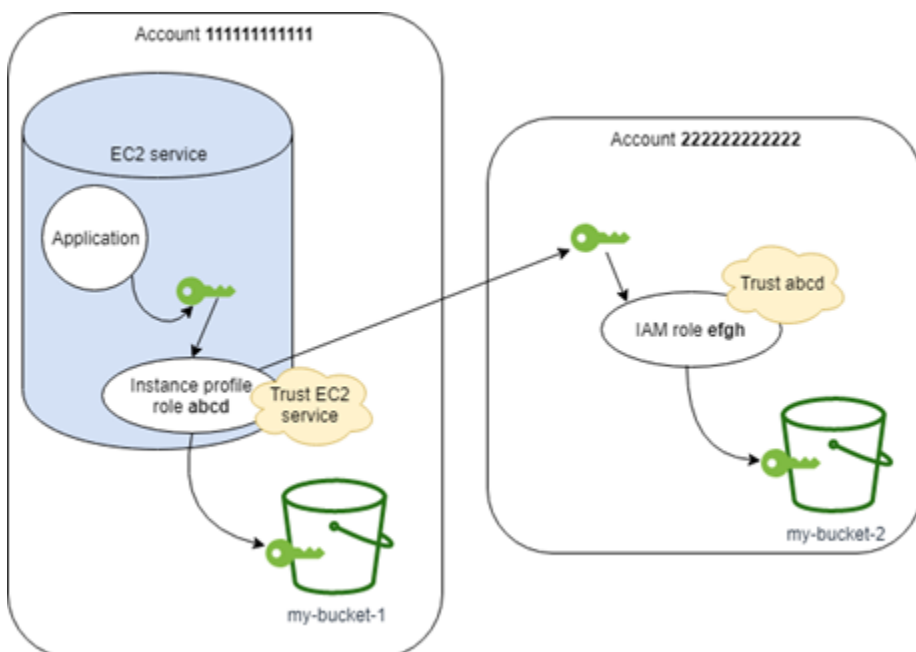 Account 111111111111
EC2 service
Application
Instance profile
role abcd
Trust EC2
service
my-bucket-1
Account 222222222222
Trust abcd
IAM role efgh
my-bucket-2